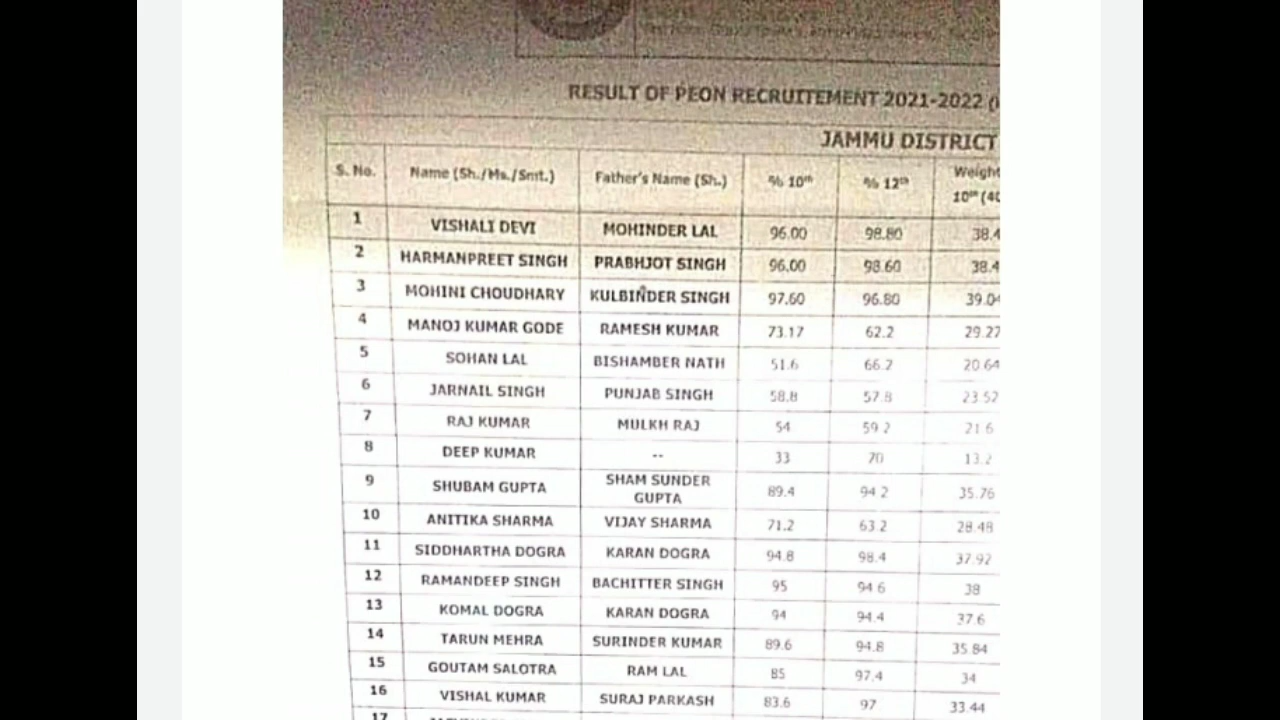 RESULT OF PEON RECRUITEMENT 2021-2022
JAMMU DISTRICT
S. No. Name (Sh./Ms./Smt.) Father's Name (Sh.) % 10th % 12th Weight 10th (40
1 VISHALI DEVI MOHINDER LAL 96.00 98.80 38.4
2 HARMANPREET SINGH PRABHJOT SINGH 96.00 98.60 38.4
3 MOHINI CHOUDHARY KULBINDER SINGH 97.60 96.80 39.04
4 MANOJ KUMAR GODE RAMESH KUMAR 73.17 62.2 29.27
5 SOHAN LAL BISHAMBER NATH 51.6 66.2 20.64
6 JARNAIL SINGH PUNJAB SINGH 58.8 57.8 23.52
7 RAJ KUMAR MULKH RAJ 54 59.2 21.6
8 DEEP KUMAR -- 33 70 13.2
9 SHUBAM GUPTA SHAM SUNDER GUPTA 89.4 94.2 35.76
10 ANITIKA SHARMA VIJAY SHARMA 71.2 63.2 28.48
11 SIDDHARTHA DOGRA KARAN DOGRA 94.8 98.4 37.92
12 RAMANDEEP SINGH BACHITTER SINGH 95 94.6 38
13 KOMAL DOGRA KARAN DOGRA 94 94.4 37.6
14 TARUN MEHRA SURINDER KUMAR 89.6 94.8 35.84
15 GOUTAM SALOTRA RAM LAL 85 97.4 34
16 VISHAL KUMAR SURAJ PARKASH 83.6 97 33.44
17